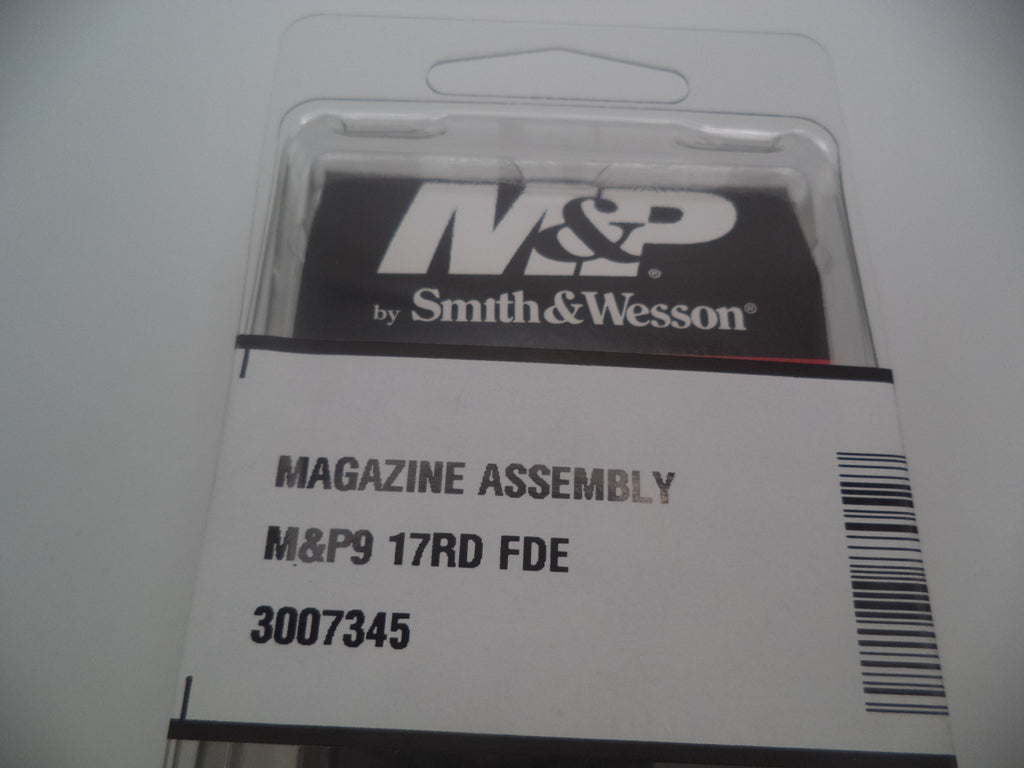 M&P®
by Smith & Wesson®
MAGAZINE ASSEMBLY
M&P9 17RD FDE
3007345